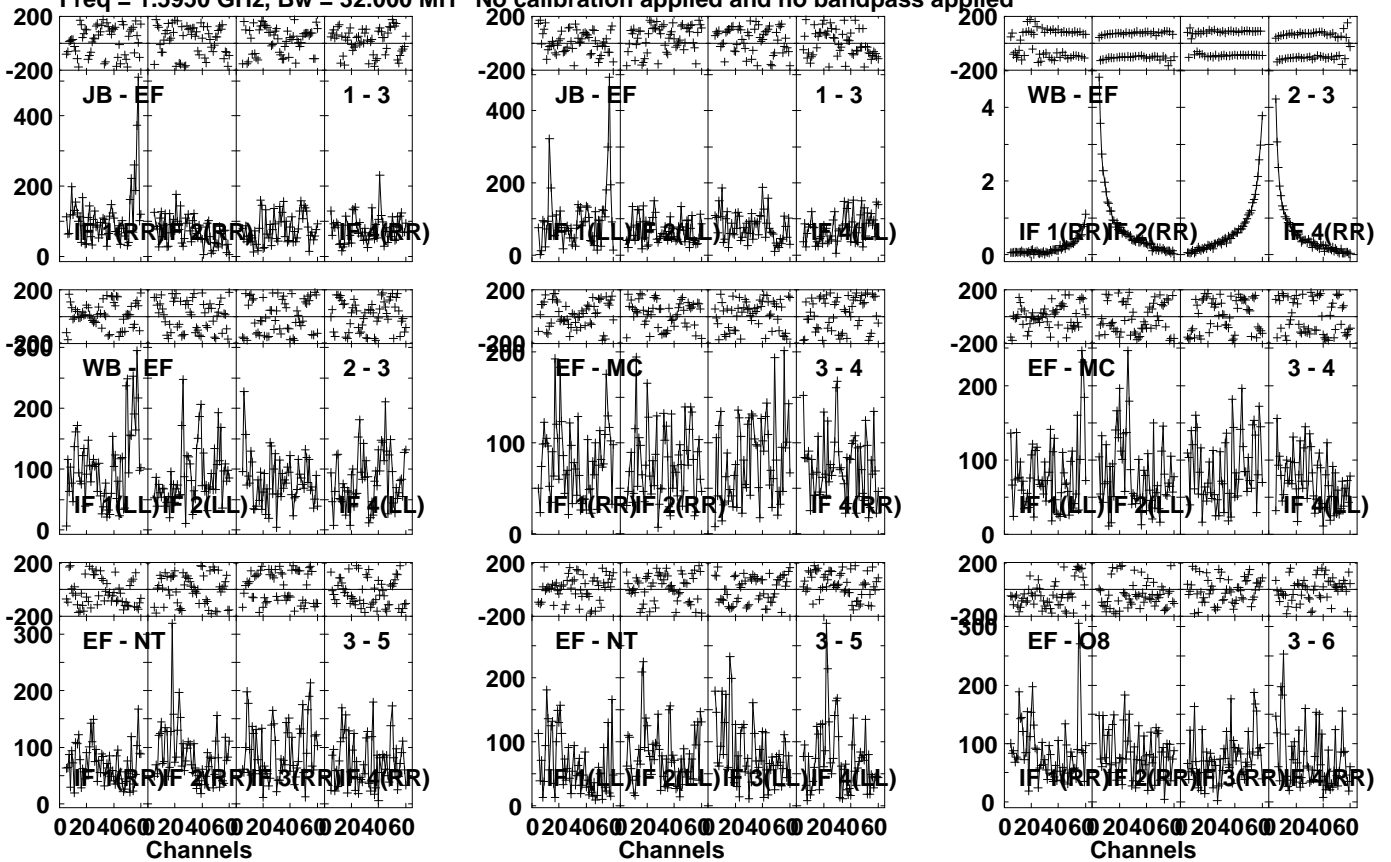 Freq = 1.5950 GHz, Bw = 32.000 MH No calibration applied and no bandpass applied
200
-200
JB - EF 1 - 3
400
200
0
IF 1(RR) IF 2(RR) IF 4(RR)
200
-200
JB - EF 1 - 3
400
200
0
IF 1(LL) IF 2(LL) IF 4(LL)
200
-200
WB - EF 2 - 3
4
2
0
IF 1(RR) IF 2(RR) IF 4(RR)
200
-200
300
WB - EF 2 - 3
200
100
0
IF 1(LL) IF 2(LL) IF 4(LL)
200
-200
200
EF - MC 3 - 4
100
0
IF 1(RR) IF 2(RR) IF 4(RR)
200
-200
EF - MC 3 - 4
200
100
0
IF 1(LL) IF 2(LL) IF 4(LL)
200
-200
300
EF - NT 3 - 5
200
100
0
IF 1(RR) IF 2(RR) IF 3(RR) IF 4(RR)
0 20 40 60 0 20 40 60 0 20 40 60 0 20 40 60
Channels
200
-200
EF - NT 3 - 5
200
100
0
IF 1(LL) IF 2(LL) IF 3(LL) IF 4(LL)
0 20 40 60 0 20 40 60 0 20 40 60 0 20 40 60
Channels
200
-200
300
EF - O8 3 - 6
200
100
0
IF 1(RR) IF 2(RR) IF 3(RR) IF 4(RR)
0 20 40 60 0 20 40 60 0 20 40 60 0 20 40 60
Channels